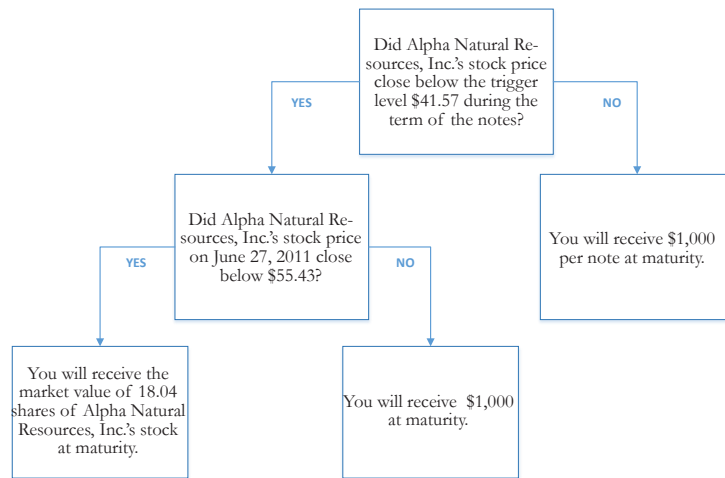 Did Alpha Natural Re-
sources, Inc.'s stock price
close below the trigger
level $41.57 during the
term of the notes?
YES
NO
Did Alpha Natural Re-
sources, Inc.'s stock price
on June 27, 2011 close
below $55.43?
You will receive $1,000
per note at maturity.
YES
NO
You will receive the
market value of 18.04
shares of Alpha Natural
Resources, Inc.'s stock
at maturity.
You will receive $1,000
at maturity.